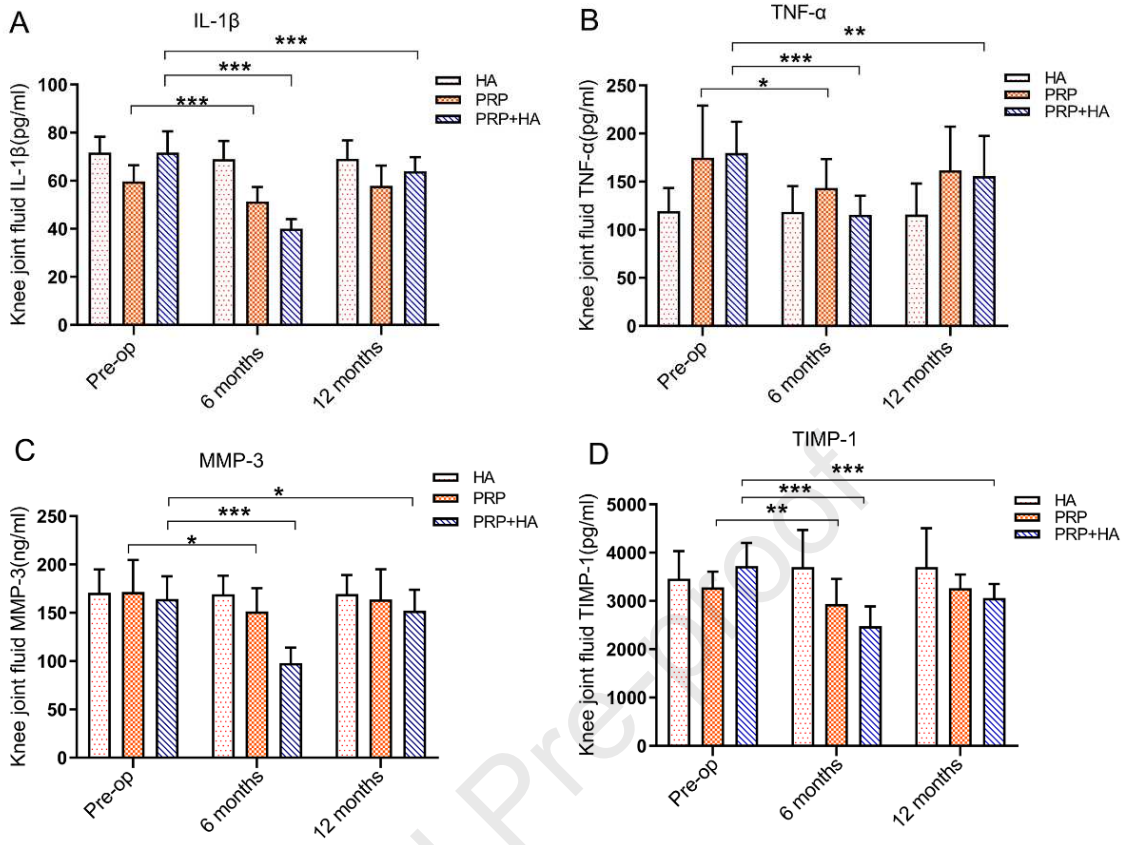 A
IL-1β
***
***
***
Knee joint fluid IL-1β(pg/ml)
100
80
60
40
20
0
Pre-op
6 months
12 months
HA
PRP
PRP+HA
B
TNF-α
**
***
*
Knee joint fluid TNF-α(pg/ml)
250
200
150
100
50
0
Pre-op
6 months
12 months
HA
PRP
PRP+HA
C
MMP-3
*
***
*
Knee joint fluid MMP-3(ng/ml)
250
200
150
100
50
0
Pre-op
6 months
12 months
HA
PRP
PRP+HA
D
TIMP-1
***
***
**
Knee joint fluid TIMP-1(pg/ml)
5000
4000
3000
2000
1000
0
Pre-op
6 months
12 months
HA
PRP
PRP+HA
Pre-proof